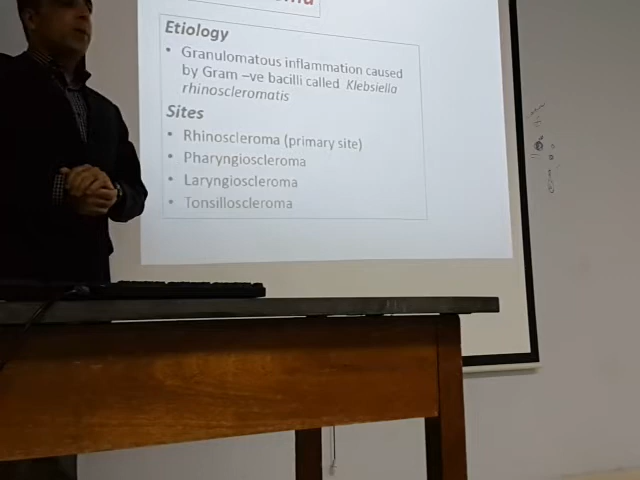 Etiology
• Granulomatous inflammation caused
by Gram –ve bacilli called Klebsiella
rhinoscleromatis
Sites
• Rhinoscleroma (primary site)
• Pharyngioscleroma
• Laryngioscleroma
• Tonsilloscleroma